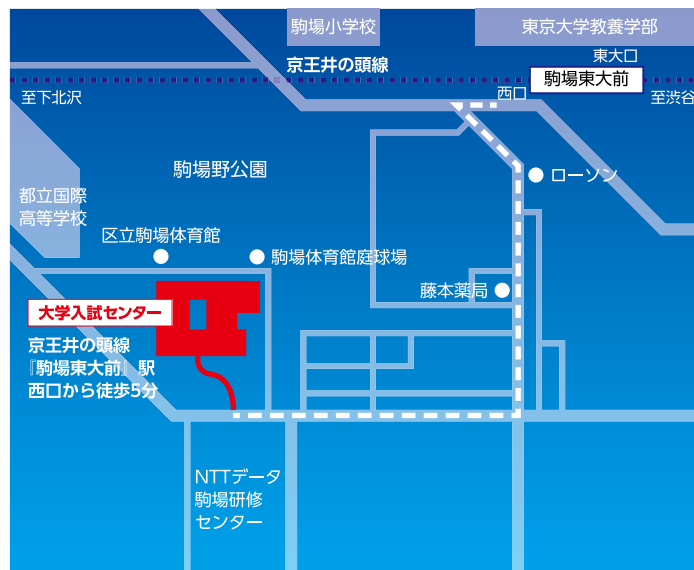 駒場小学校
東京大学教養学部
東大口
京王井の頭線
駒場東大前
西口
至下北沢
至渋谷
駒場野公園
ローソン
都立国際
高等学校
区立駒場体育館
駒場体育館庭球場
藤本薬局
大学入試センター
京王井の頭線
『駒場東大前』駅
西口から徒歩5分
NTTデータ
駒場研修
センター